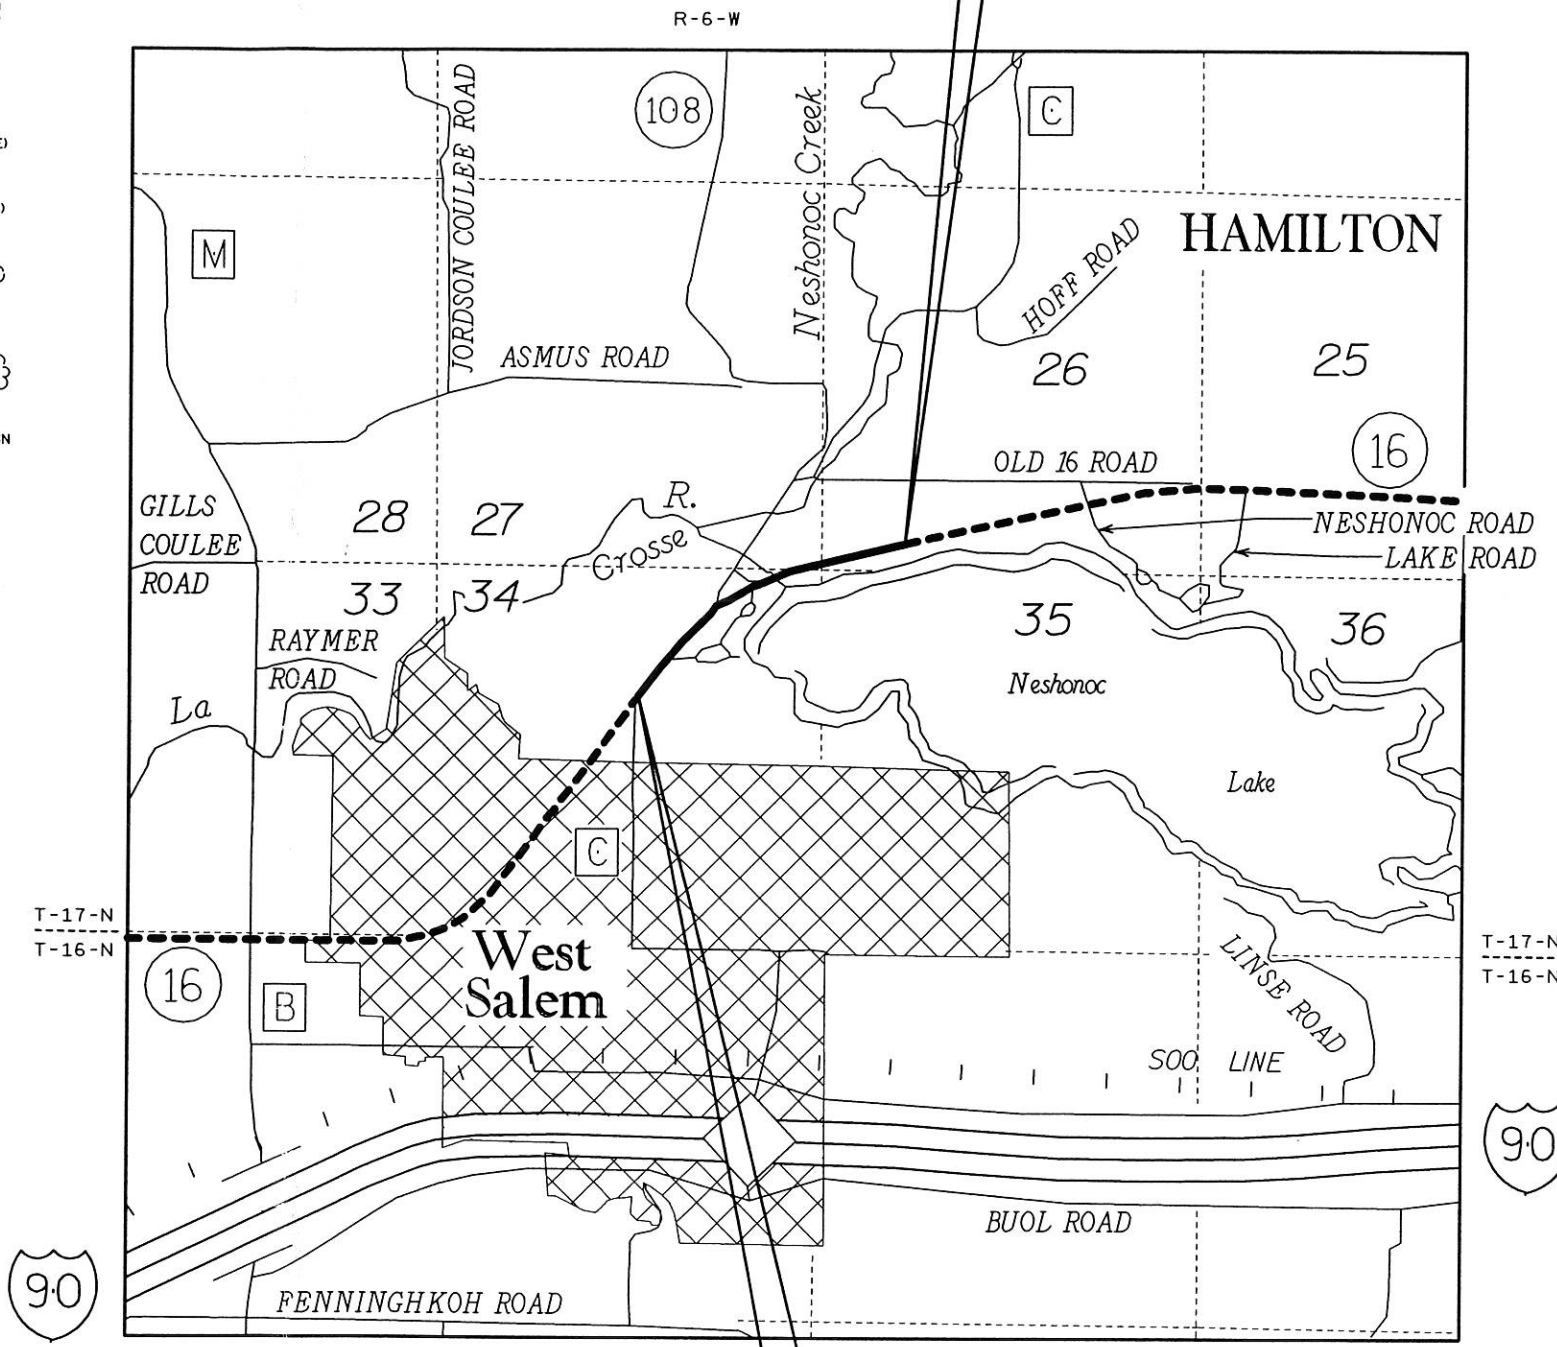 R-6-W
108
C
M
JORDSON COULEE ROAD
Neshonoc Creek
HOFF ROAD
HAMILTON
ASMUS ROAD
26
25
16
OLD 16 ROAD
GILLS
COULEE
ROAD
28
27
R.
Crosse
NESHONOC ROAD
LAKE ROAD
33
34
35
36
RAYMER
ROAD
La
Neshonoc
Lake
C
T-17-N
T-16-N
West
Salem
16
B
LINSE ROAD
T-17-N
T-16-N
SOO LINE
90
BUOL ROAD
90
FENNINGHKOH ROAD